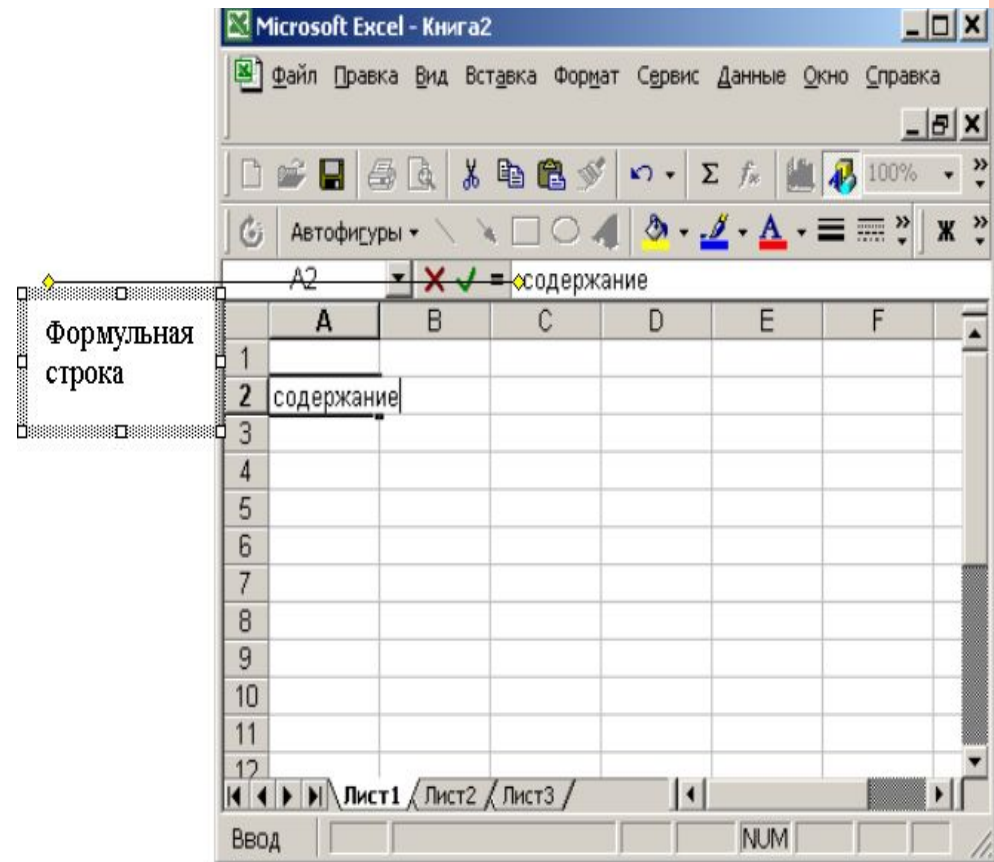 Microsoft Excel - Книга2
Файл Правка Вид Вставка Формат Сервис Данные Окно Справка
Σ fx 100% »
Автофигуры A » Ж »
A2 = содержание
Формульная
строка
A B C D E F
1
2 содержание
3
4
5
6
7
8
9
10
11
12
Лист1 Лист2 Лист3
Ввод NUM